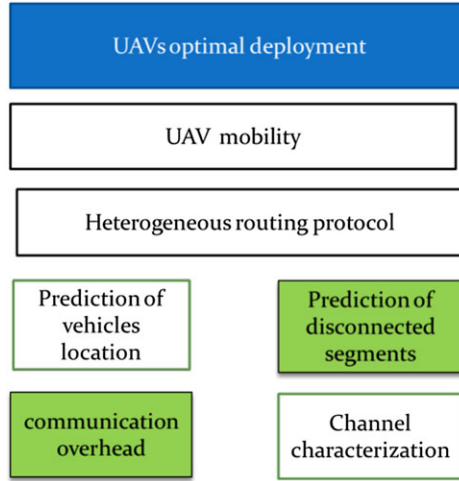 UAVs optimal deployment
UAV mobility
Heterogeneous routing protocol
Prediction of
vehicles
location
Prediction of
disconnected
segments
communication
overhead
Channel
characterization